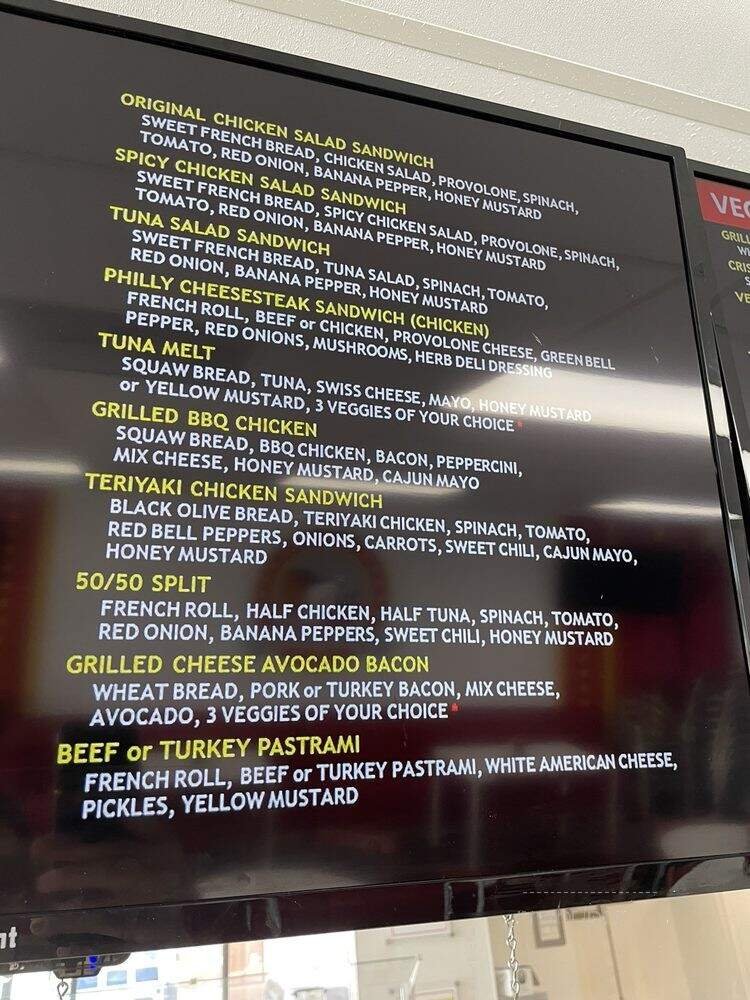 ORIGINAL CHICKEN SALAD SANDWICH
SWEET FRENCH BREAD, CHICKEN SALAD, PROVOLONE, SPINACH,
TOMATO, RED ONION, BANANA PEPPER, HONEY MUSTARD
SPICY CHICKEN SALAD SANDWICH
SWEET FRENCH BREAD, SPICY CHICKEN SALAD, PROVOLONE, SPINACH,
TOMATO, RED ONION, BANANA PEPPER, HONEY MUSTARD
TUNA SALAD SANDWICH
SWEET FRENCH BREAD, TUNA SALAD, SPINACH, TOMATO,
RED ONION, BANANA PEPPER, HONEY MUSTARD
PHILLY CHEESESTEAK SANDWICH (CHICKEN)
FRENCH ROLL, BEEF or CHICKEN, PROVOLONE CHEESE, GREEN BELL
PEPPER, RED ONIONS, MUSHROOMS, HERB DELI DRESSING
TUNA MELT
SQUAW BREAD, TUNA, SWISS CHEESE, MAYO, HONEY MUSTARD
or YELLOW MUSTARD, 3 VEGGIES OF YOUR CHOICE*
GRILLED BBQ CHICKEN
SQUAW BREAD, BBQ CHICKEN, BACON, PEPPERCINI,
MIX CHEESE, HONEY MUSTARD, CAJUN MAYO
TERIYAKI CHICKEN SANDWICH
BLACK OLIVE BREAD, TERIYAKI CHICKEN, SPINACH, TOMATO,
RED BELL PEPPERS, ONIONS, CARROTS, SWEET CHILI, CAJUN MAYO,
HONEY MUSTARD
50/50 SPLIT
FRENCH ROLL, HALF CHICKEN, HALF TUNA, SPINACH, TOMATO,
RED ONION, BANANA PEPPERS, SWEET CHILI, HONEY MUSTARD
GRILLED CHEESE AVOCADO BACON
WHEAT BREAD, PORK or TURKEY BACON, MIX CHEESE,
AVOCADO, 3 VEGGIES OF YOUR CHOICE*
BEEF or TURKEY PASTRAMI
FRENCH ROLL, BEEF or TURKEY PASTRAMI, WHITE AMERICAN CHEESE,
PICKLES, YELLOW MUSTARD
VEG
GRIL
CRIS
VE